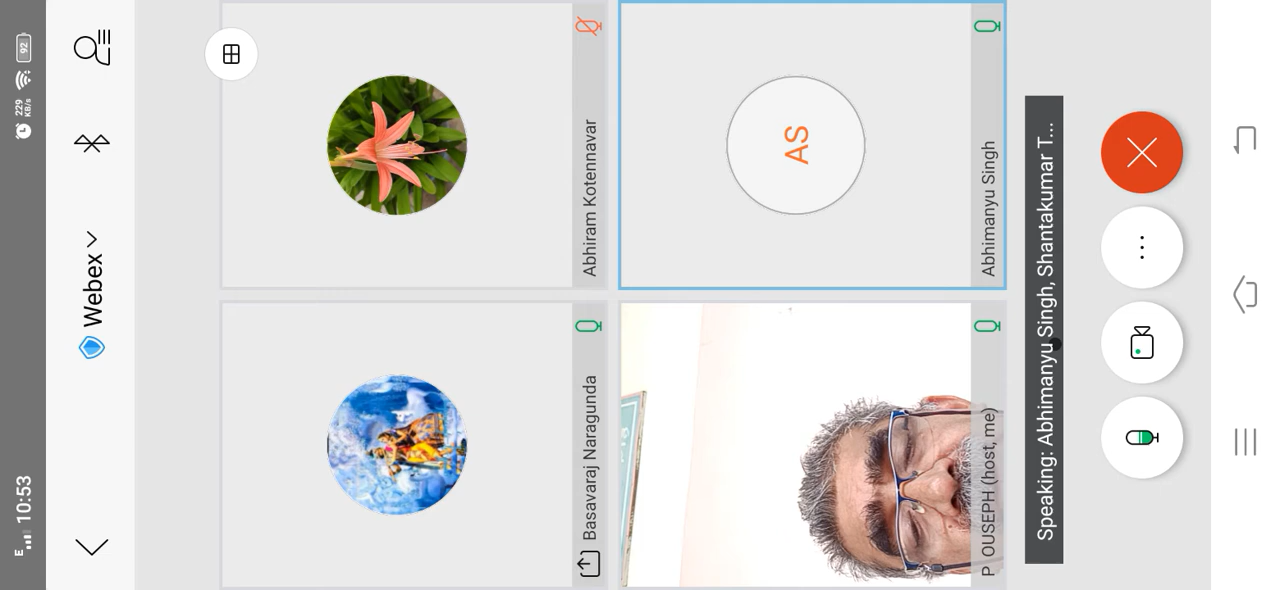 E 10:53
229
KB/s
92
Webex
Basavaraj Naragunda
Abhiram Kotennavar
P OUSEPH (host, me)
AS
Abhimanyu Singh
Speaking: Abhimanyu Singh, Shantakumar T...